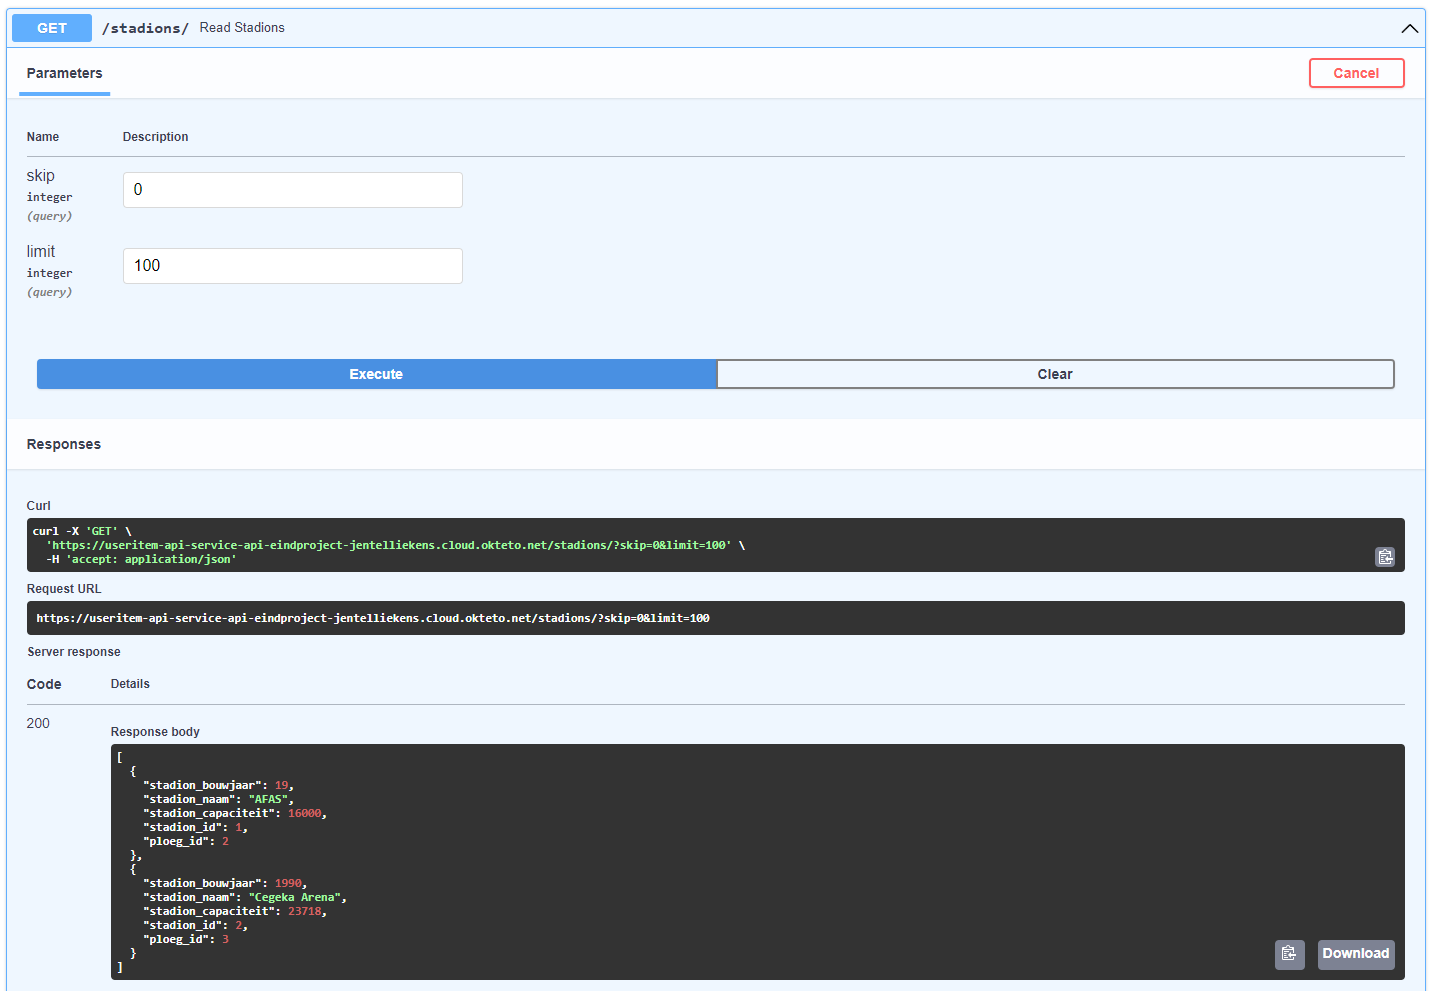 GET /stadions/ Read Stadions
Parameters
Cancel
Name Description
skip
integer
(query)
0
limit
integer
(query)
100
Execute Clear
Responses
Curl
curl -X 'GET' \
  'https://useritem-api-service-api-eindproject-jentelliekens.cloud.okteto.net/stadions/?skip=0&limit=100' \
  -H 'accept: application/json'
Request URL
https://useritem-api-service-api-eindproject-jentelliekens.cloud.okteto.net/stadions/?skip=0&limit=100
Server response
Code Details
200
Response body
[
  {
    "stadion_bouwjaar": 19,
    "stadion_naam": "AFAS",
    "stadion_capaciteit": 16000,
    "stadion_id": 1,
    "ploeg_id": 2
  },
  {
    "stadion_bouwjaar": 1990,
    "stadion_naam": "Cegeka Arena",
    "stadion_capaciteit": 23718,
    "stadion_id": 2,
    "ploeg_id": 3
  }
]
Download